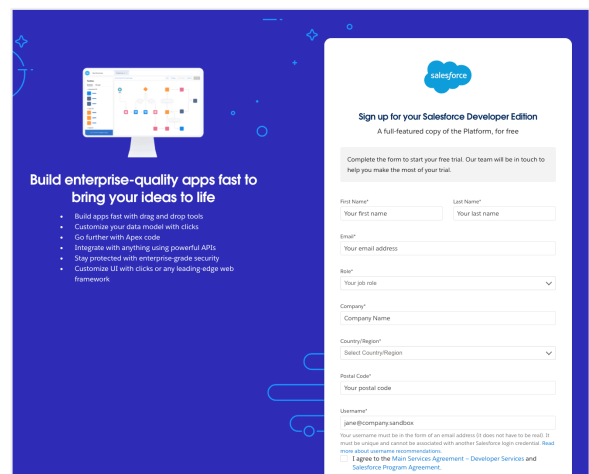 Build enterprise-quality apps fast to
bring your ideas to life
Build apps fast with drag and drop tools
Customize your data model with clicks
Go further with Apex code
Integrate with anything using powerful APIs
Stay protected with enterprise-grade security
Customize UI with clicks or any leading-edge web
framework
salesforce
Sign up for your Salesforce Developer Edition
A full-featured copy of the Platform, for free
Complete the form to start your free trial. Our team will be in touch to
help you make the most of your trial.
First Name* Last Name*
Your first name Your last name
Email*
Your email address
Role*
Your job role
Company*
Company Name
Country/Region*
Select Country/Region
Postal Code*
Your postal code
Username*
jane@company.sandbox
Your username must be in the form of an email address (it does not have to be real). It
must be unique and cannot be associated with another Salesforce login credential. Read
more about username recommendations.
I agree to the Main Services Agreement – Developer Services and
Salesforce Program Agreement.